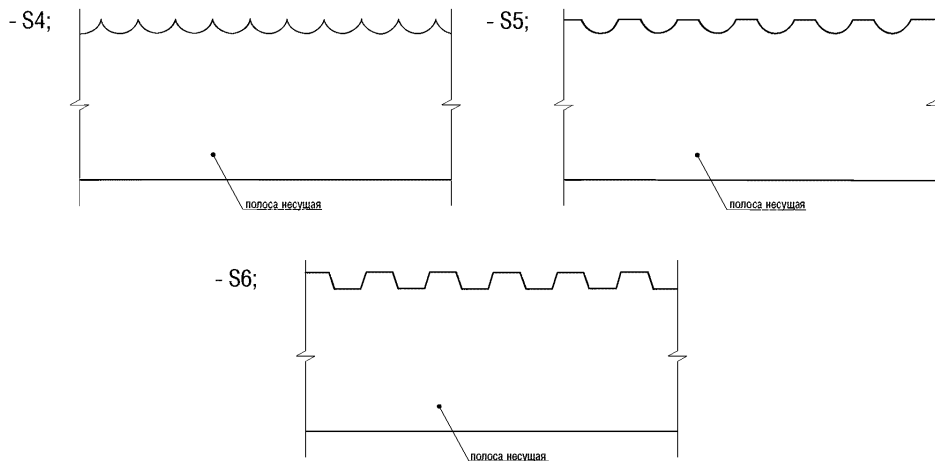 - S4;
- S5;
полоса несущая
полоса несущая
- S6;
полоса несущая